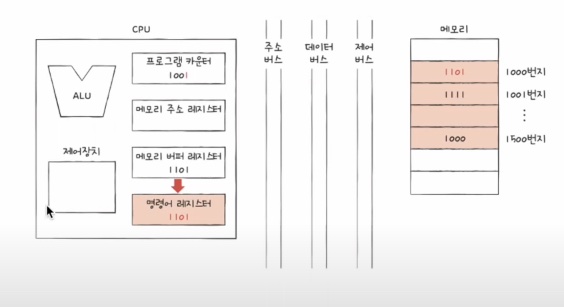 CPU
프로그램 카운터
1001
ALU
메모리 주소 레지스터
제어장치
메모리 버퍼 레지스터
1101
명령어 레지스터
1101
주소
버스
데이터
버스
제어
버스
메모리
1101
1000번지
1111
1001번지
⋮
1000
1500번지